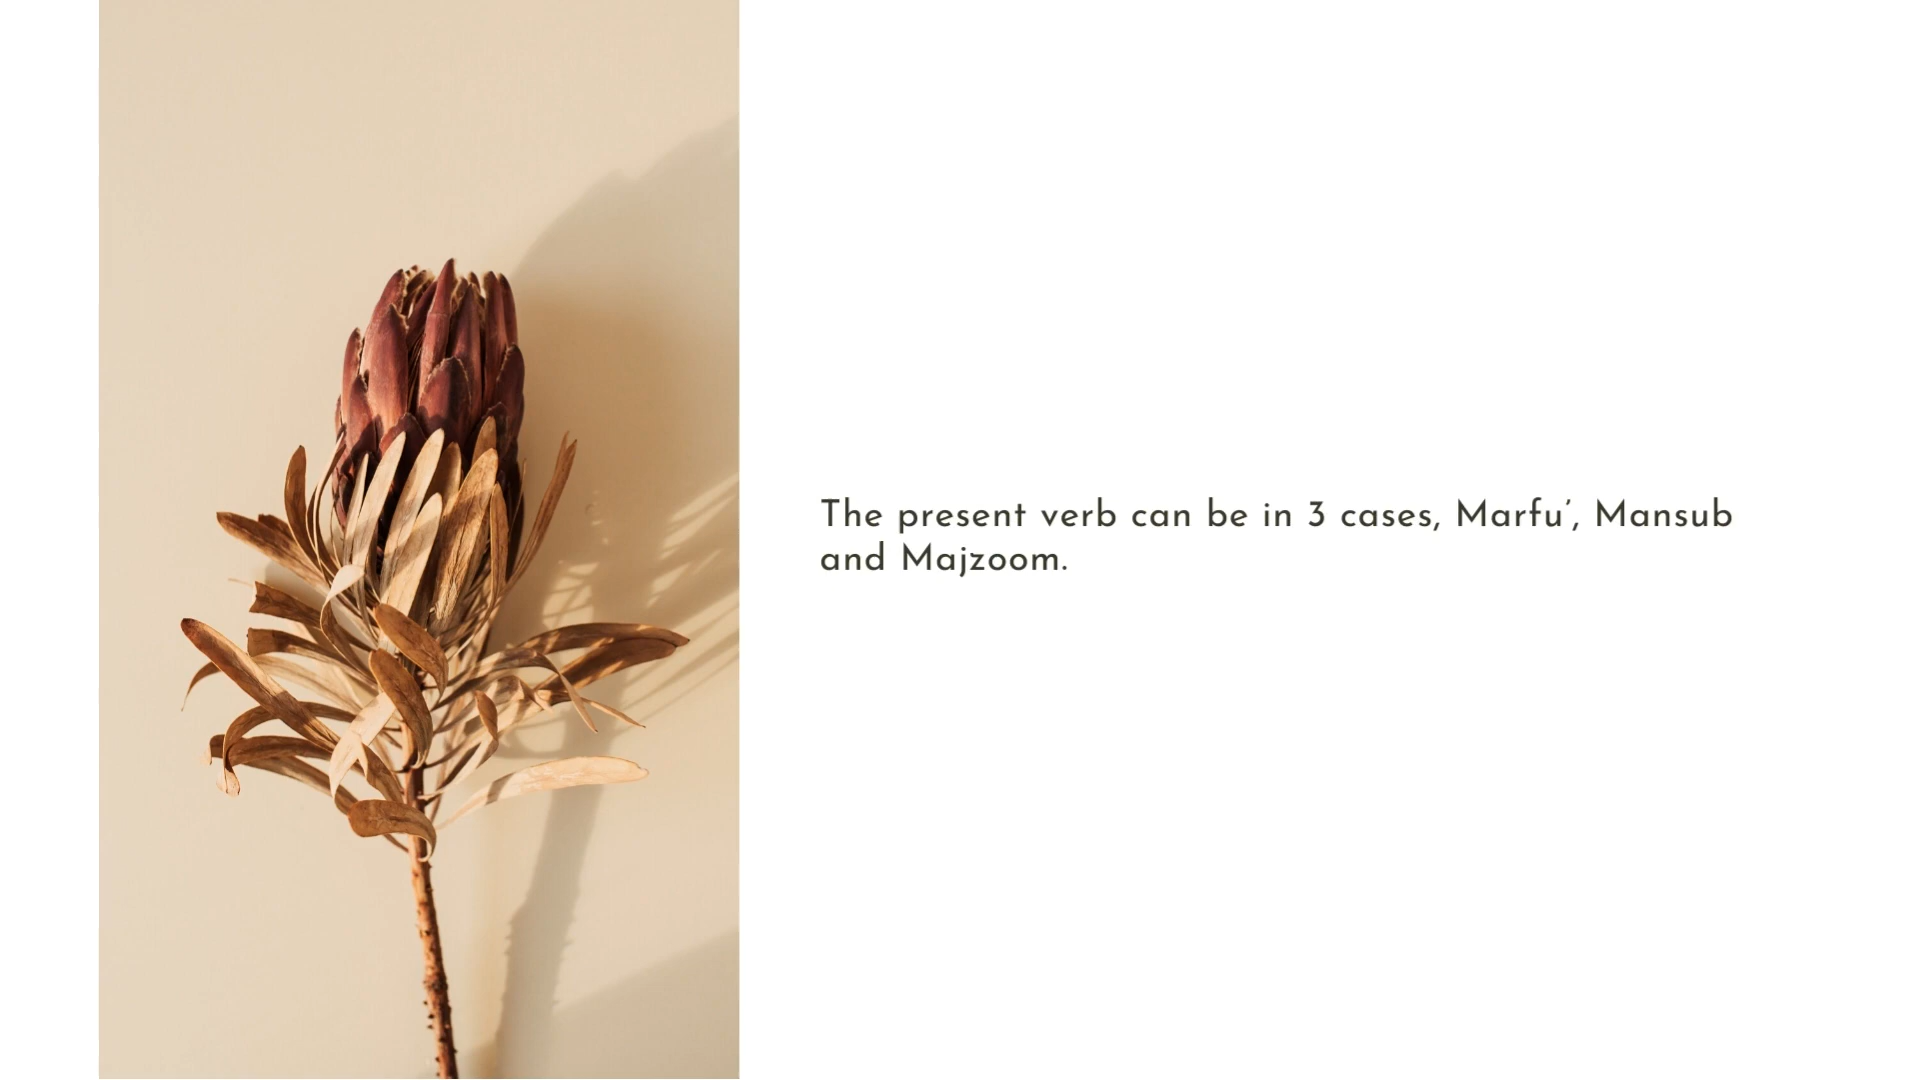 The present verb can be in 3 cases, Marfu’, Mansub
and Majzoom.